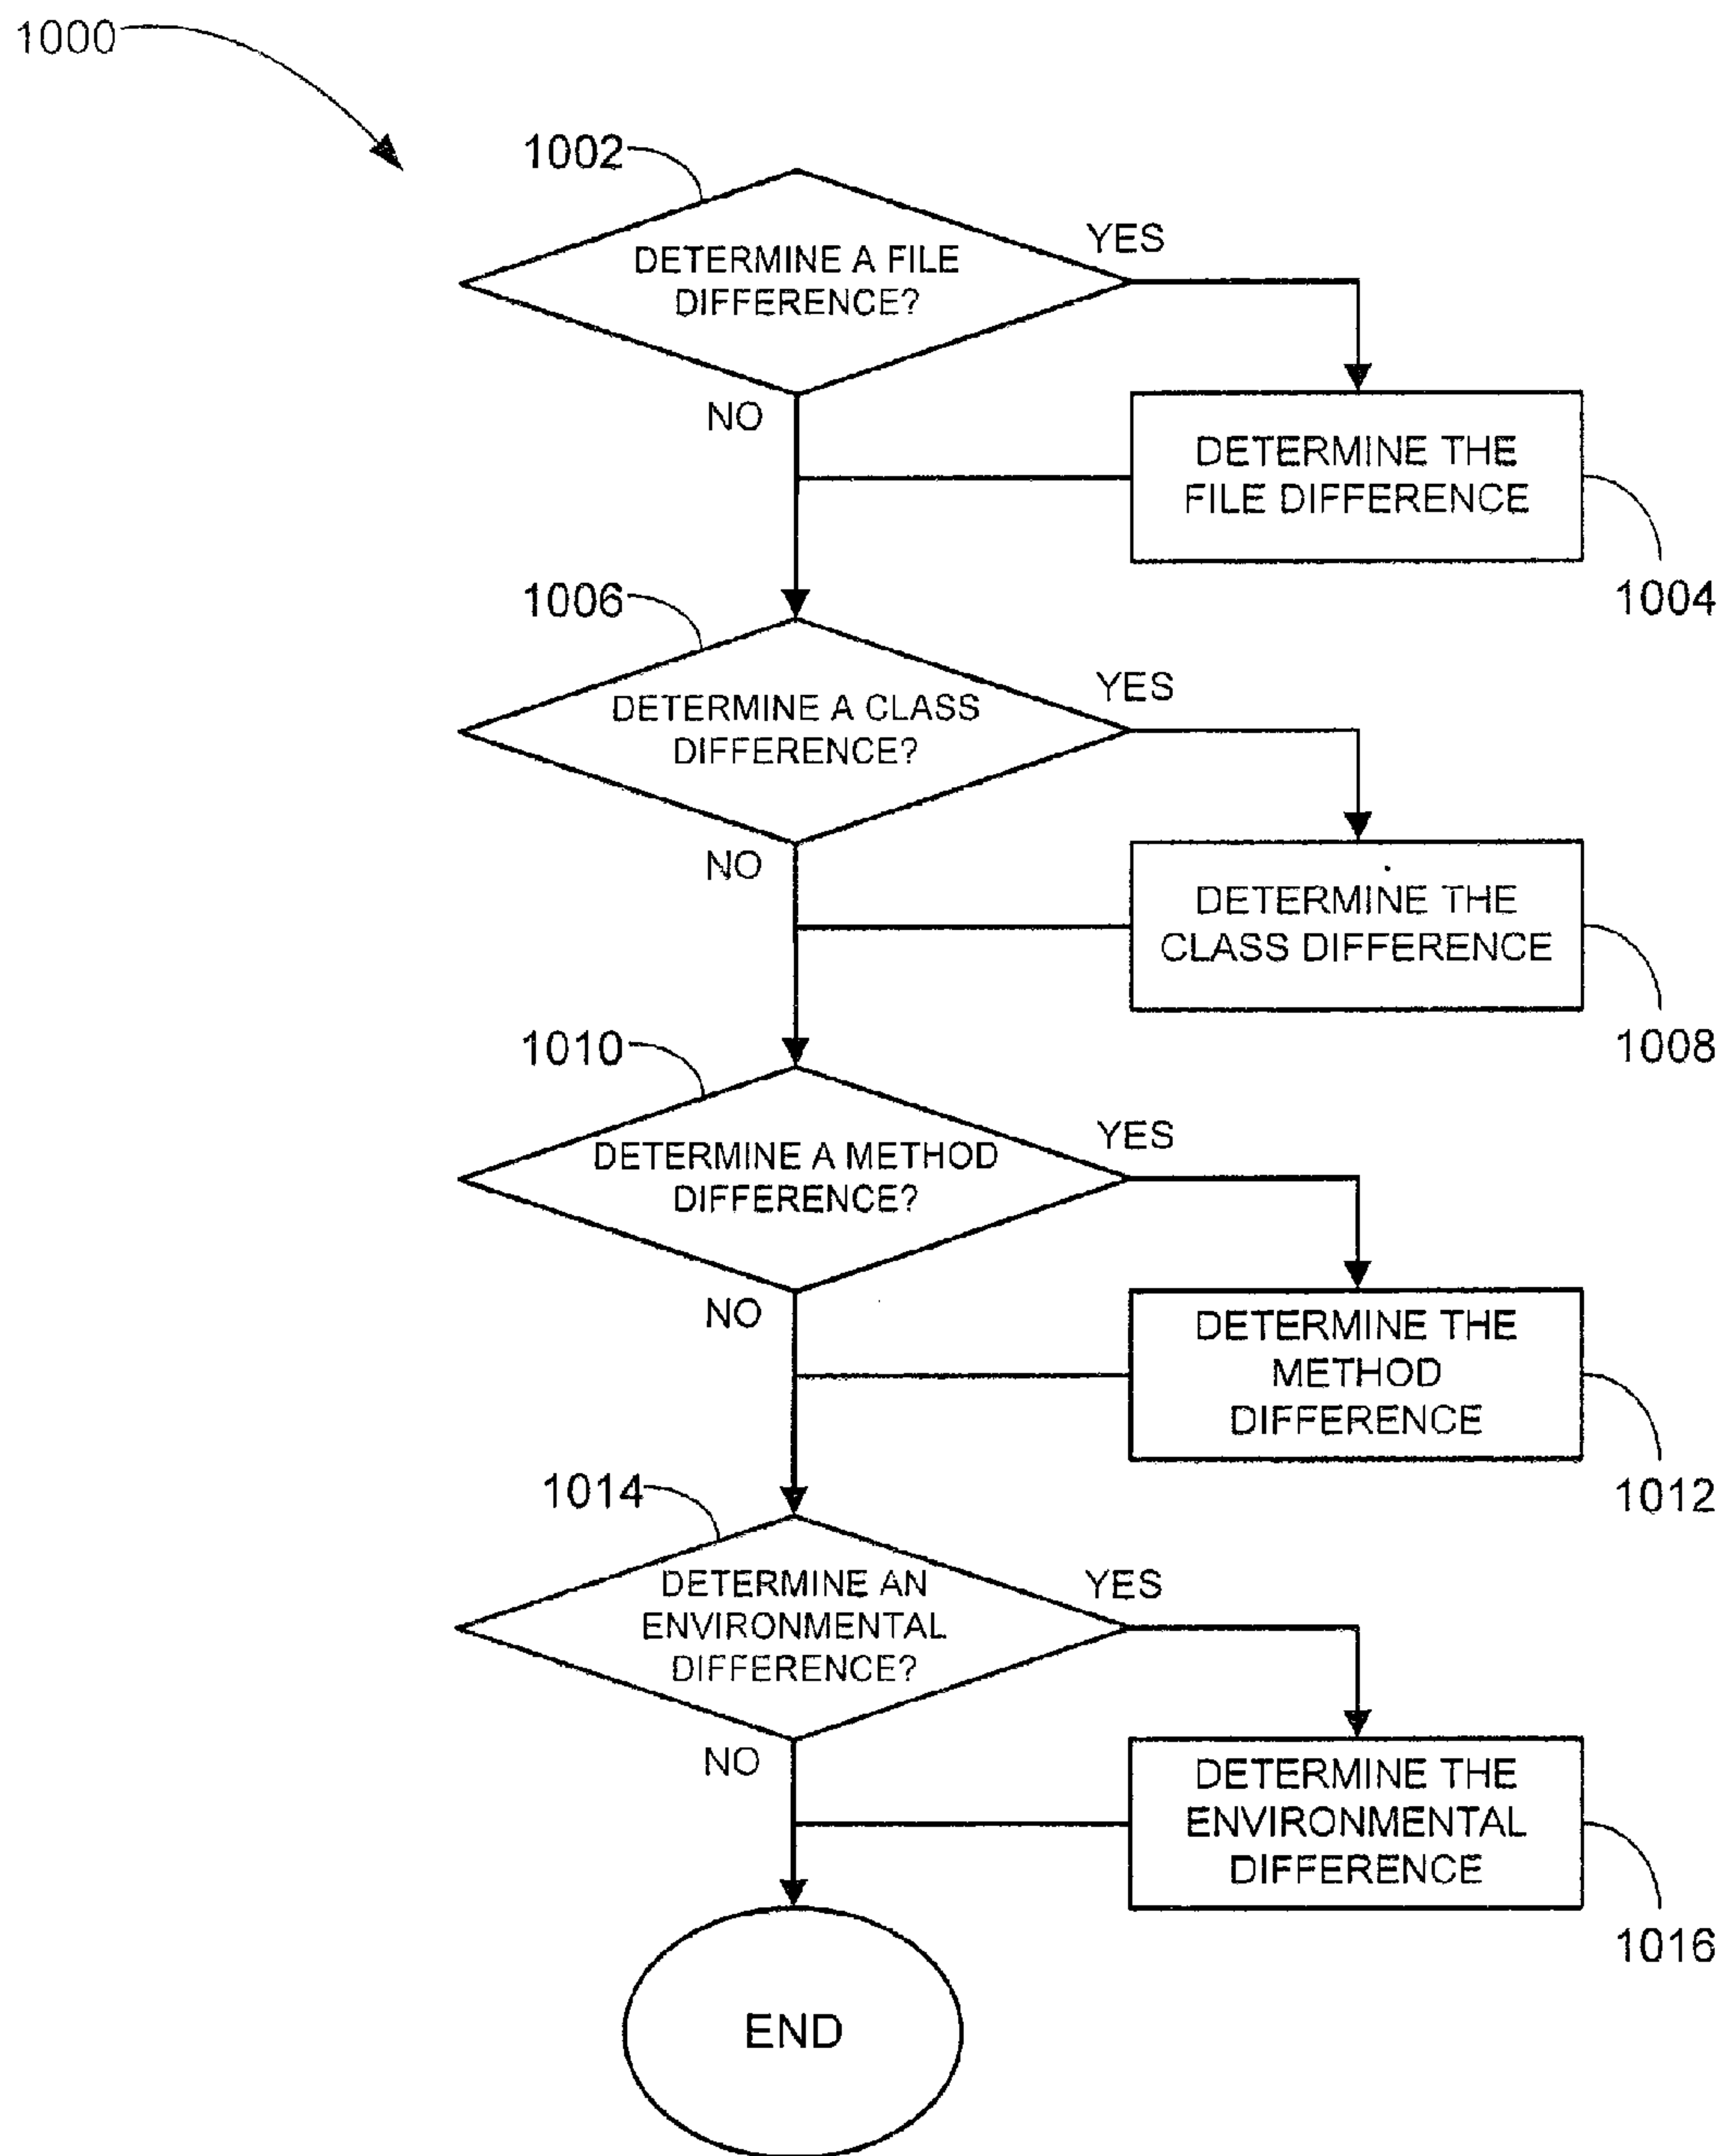 1000
1002
DETERMINE A FILE
DIFFERENCE?
YES
NO
DETERMINE THE
FILE DIFFERENCE
1004
1006
DETERMINE A CLASS
DIFFERENCE?
YES
NO
DETERMINE THE
CLASS DIFFERENCE
1008
1010
DETERMINE A METHOD
DIFFERENCE?
YES
NO
DETERMINE THE
METHOD
DIFFERENCE
1012
1014
DETERMINE AN
ENVIRONMENTAL
DIFFERENCE?
YES
NO
DETERMINE THE
ENVIRONMENTAL
DIFFERENCE
1016
END